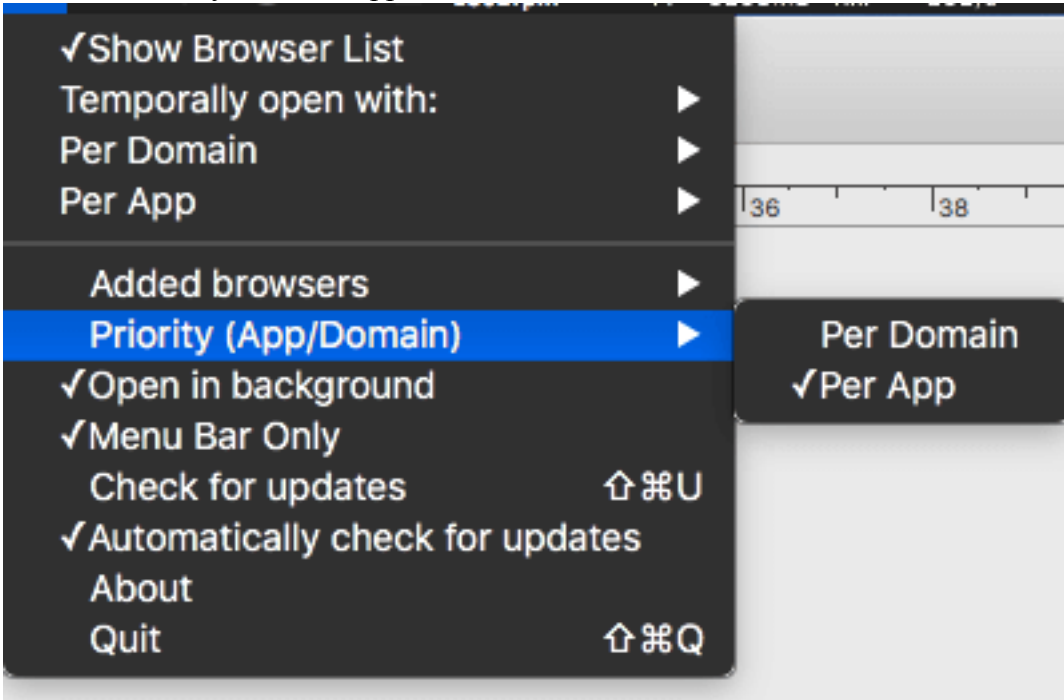 ✓Show Browser List
Temporally open with: ▶
Per Domain ▶
Per App ▶
36 38
Added browsers ▶
Priority (App/Domain) ▶
Per Domain
✓Open in background
✓Per App
✓Menu Bar Only
Check for updates ⇧⌘U
✓Automatically check for updates
About
Quit ⇧⌘Q